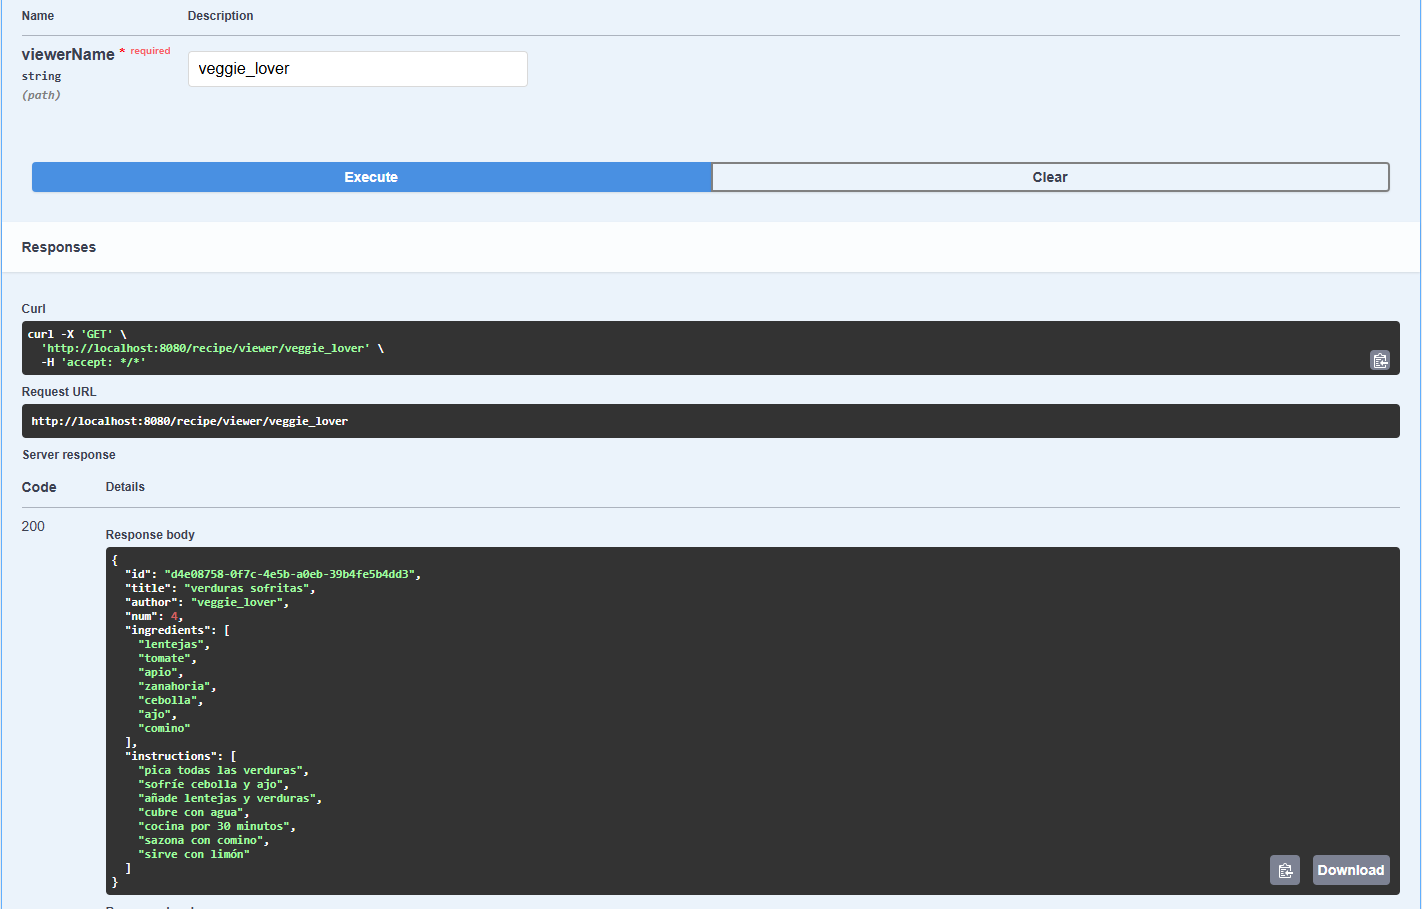 Name Description
viewerName * required
veggie_lover
string
(path)
Execute Clear
Responses
Curl
curl -X 'GET' \
  'http://localhost:8080/recipe/viewer/veggie_lover' \
  -H 'accept: */*'
Request URL
http://localhost:8080/recipe/viewer/veggie_lover
Server response
Code Details
200
Response body
{
  "id": "d4e08758-0f7c-4e5b-a0eb-39b4fe5b4dd3",
  "title": "verduras sofritas",
  "author": "veggie_lover",
  "num": 4,
  "ingredients": [
    "lentejas",
    "tomate",
    "apio",
    "zanahoria",
    "cebolla",
    "ajo",
    "comino"
  ],
  "instructions": [
    "pica todas las verduras",
    "sofríe cebolla y ajo",
    "añade lentejas y verduras",
    "cubre con agua",
    "cocina por 30 minutos",
    "sazona con comino",
    "sirve con limón"
  ]
}
Download